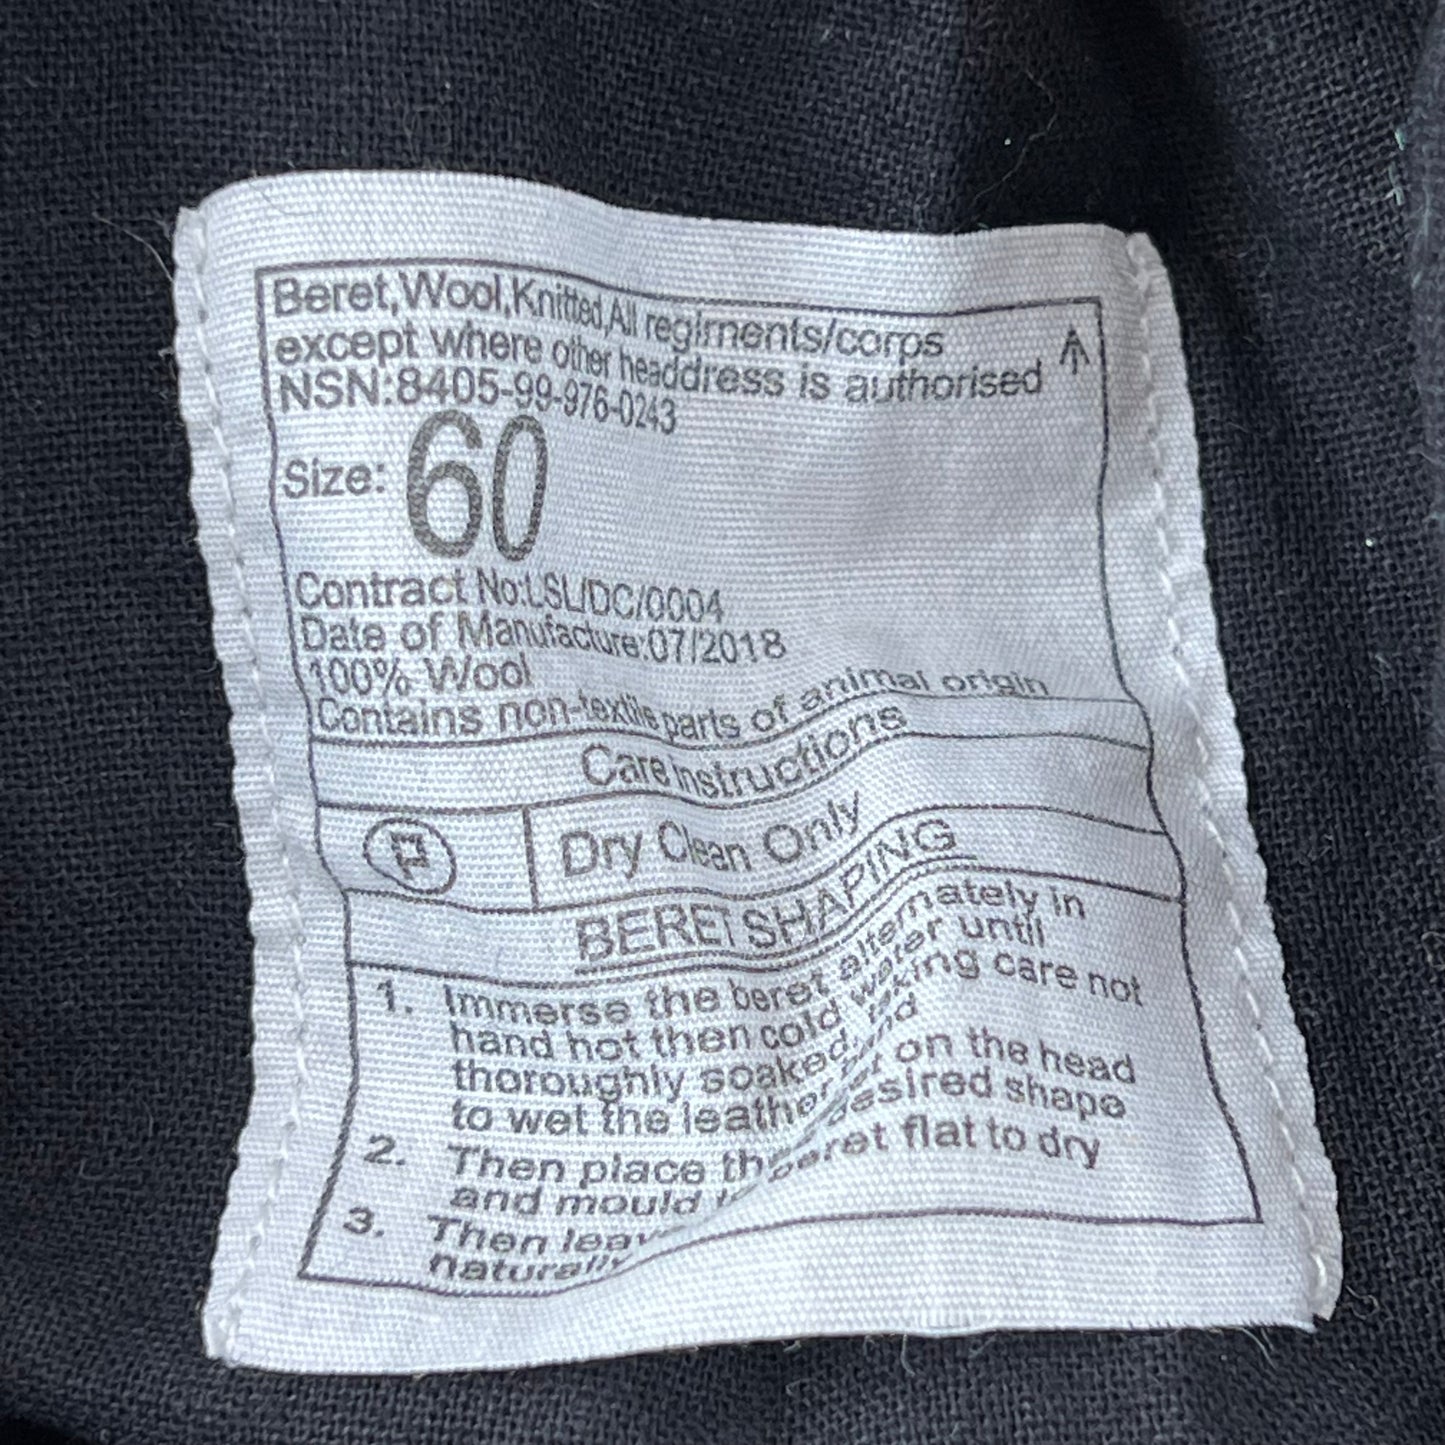 Beret,Wool,Knitted,All regiments/corps
except where other headdress is authorised
NSN:8405-99-976-0243
Size: 60
Contract No:LSL/DC/0004
Date of Manufacture:07/2018
100% Wool
Contains non-textile parts of animal origin
Care Instructions
P Dry Clean Only
BERET SHAPING
1. Immerse the beret alternately in
hand hot then cold water until
thoroughly soaked, taking care not
to wet the leather
2. Then place the on the head
and mould desired shape
3. Then beret flat to dry
naturally